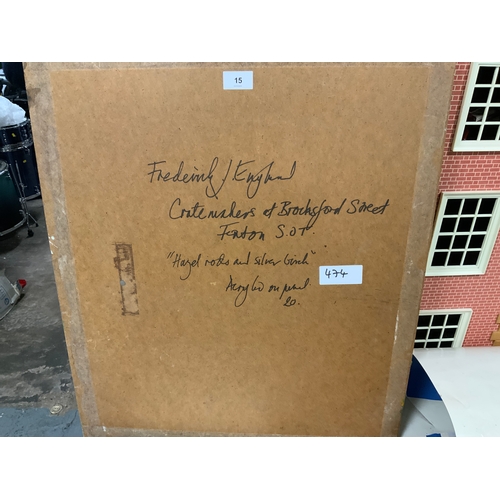 15
Frederick J England
Cratemakers at Brocksford Street
Fenton S.O.T.
"Hazel rods and silver birch"
474
Acrylic on panel
20.